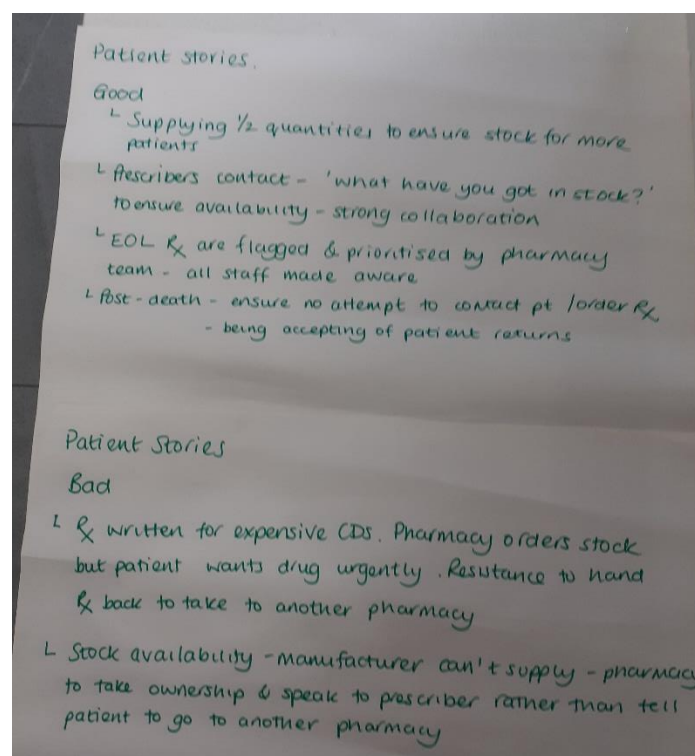 Patient stories.
Good
└ Supplying ½ quantities to ensure stock for more
patients
└ Prescribers contact - 'what have you got in stock?'
to ensure availability - strong collaboration
└ EOL ℞ are flagged & prioritised by pharmacy
team - all staff made aware
└ Post-death - ensure no attempt to contact pt /order ℞
- being accepting of patient returns
Patient Stories
Bad
└ ℞ written for expensive CDs. Pharmacy orders stock
but patient wants drug urgently. Resistance to hand
℞ back to take to another pharmacy
└ Stock availability - manufacturer can't supply - pharmacy
to take ownership & speak to prescriber rather than tell
patient to go to another pharmacy